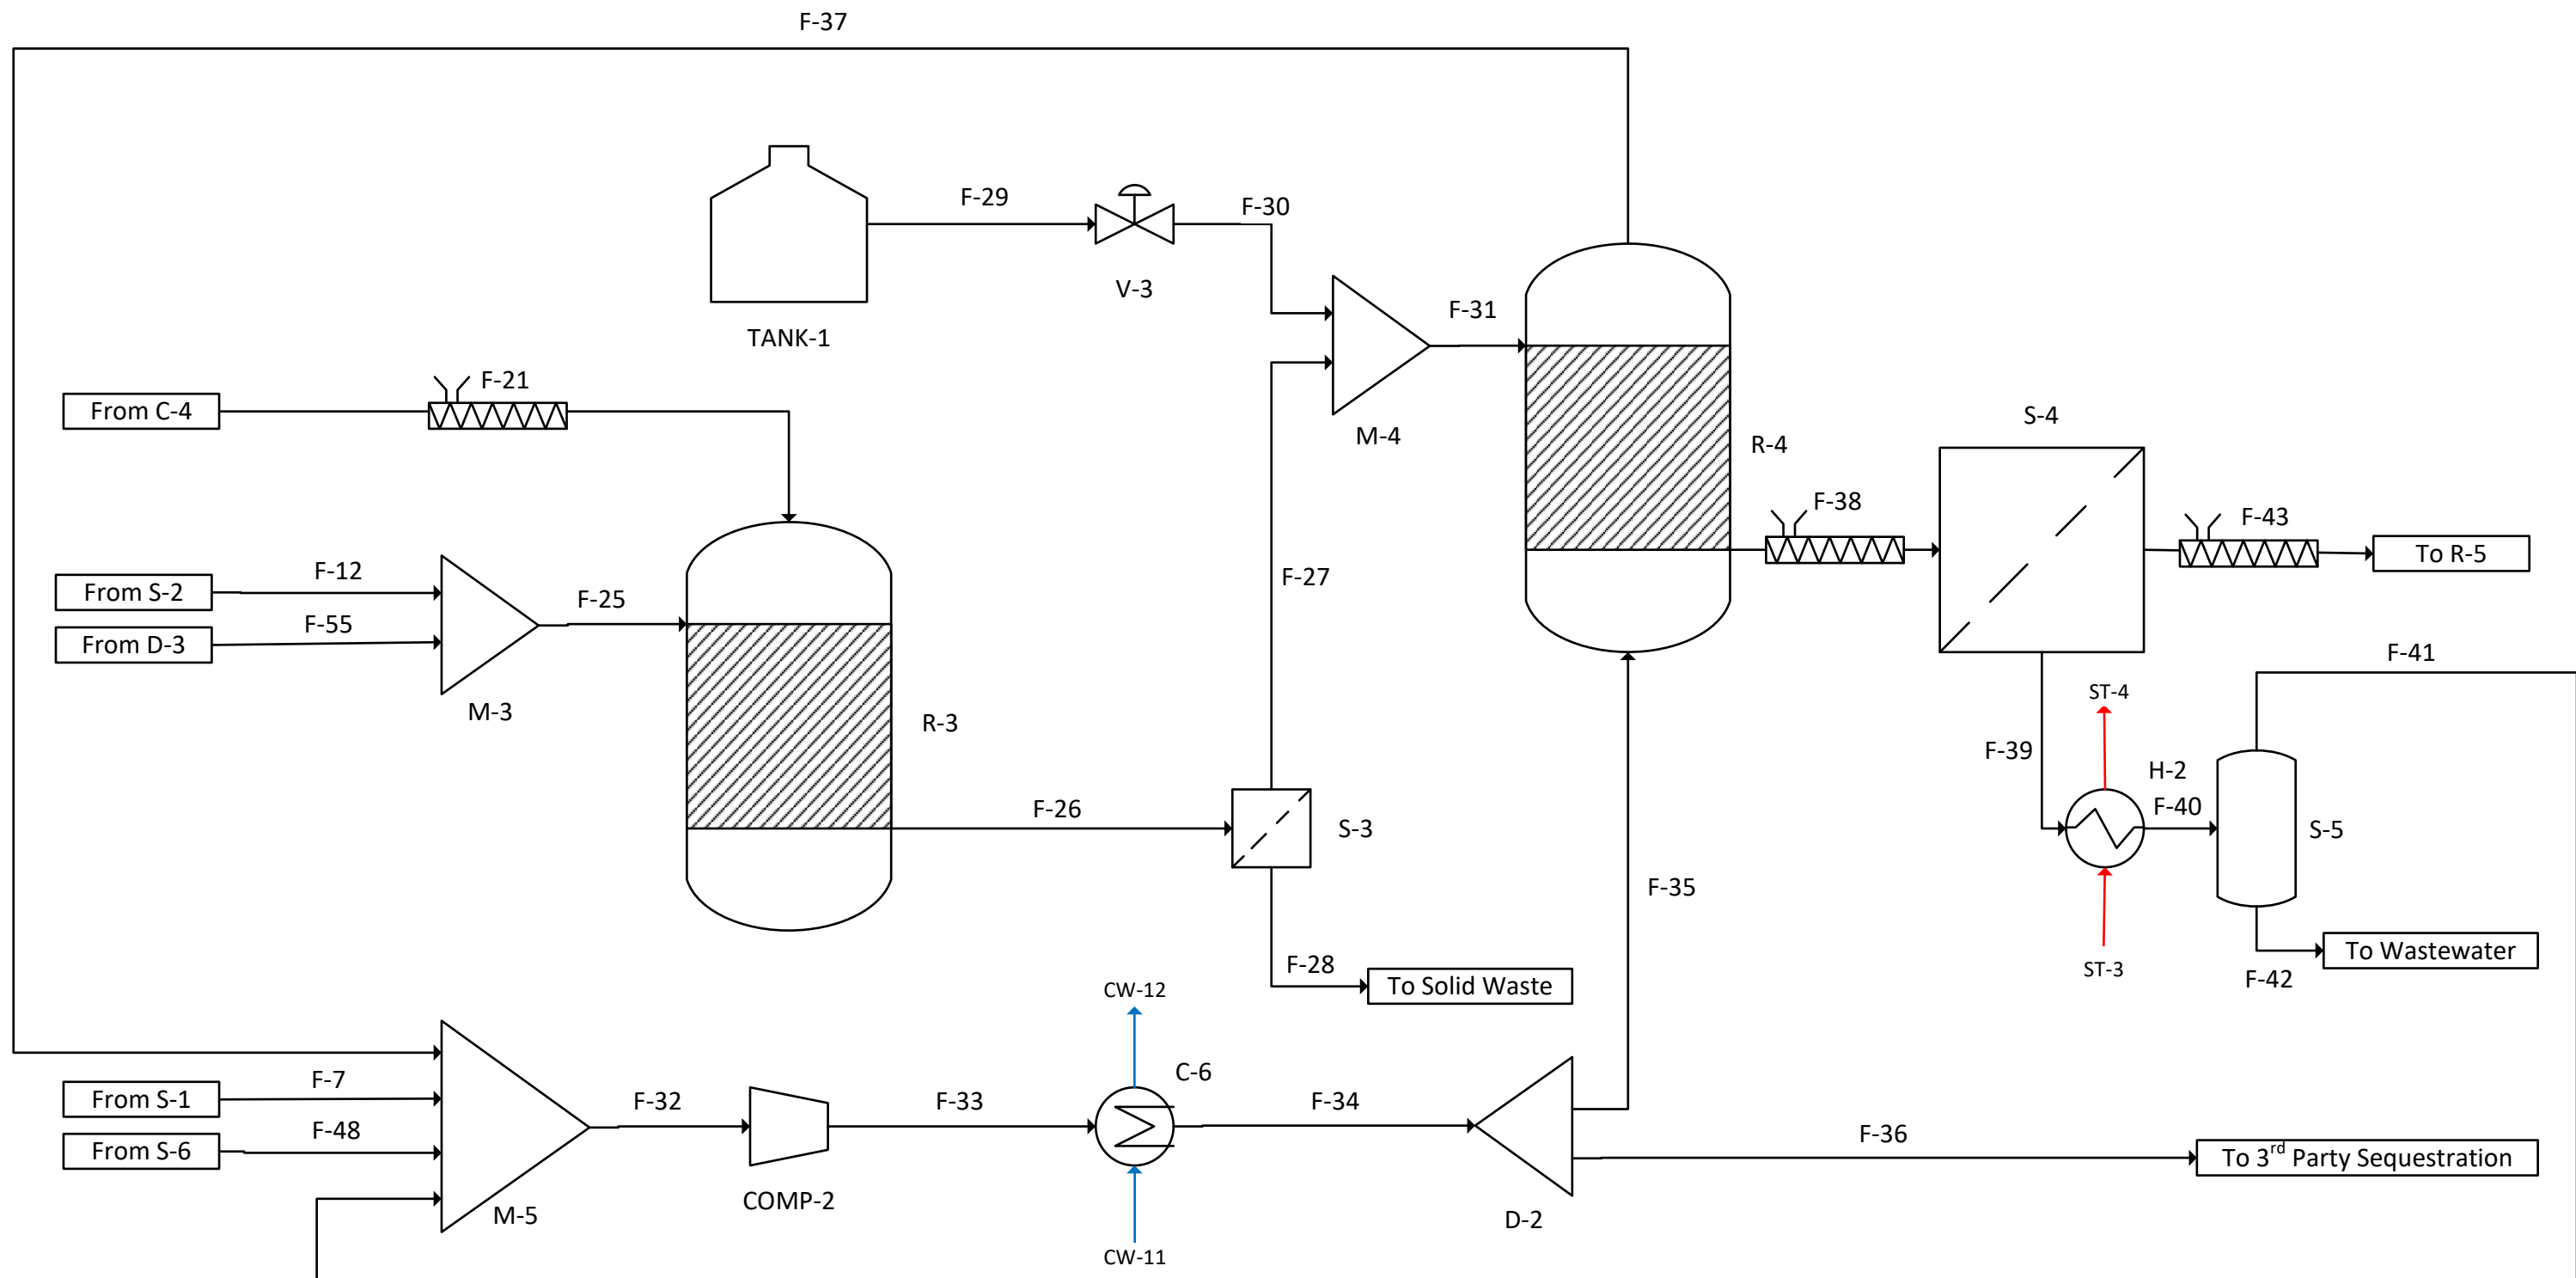 F-37
F-29
F-30
V-3
TANK-1
F-31
M-4
From C-4
F-21
R-4
S-4
F-38
F-43
To R-5
From S-2
F-12
From D-3
F-55
F-25
M-3
R-3
F-27
F-26
S-3
F-28
To Solid Waste
F-35
F-39
ST-4
H-2
F-40
ST-3
F-41
S-5
To Wastewater
F-42
From S-1
F-7
From S-6
F-48
M-5
F-32
COMP-2
F-33
CW-12
C-6
CW-11
F-34
D-2
F-36
To 3rd Party Sequestration